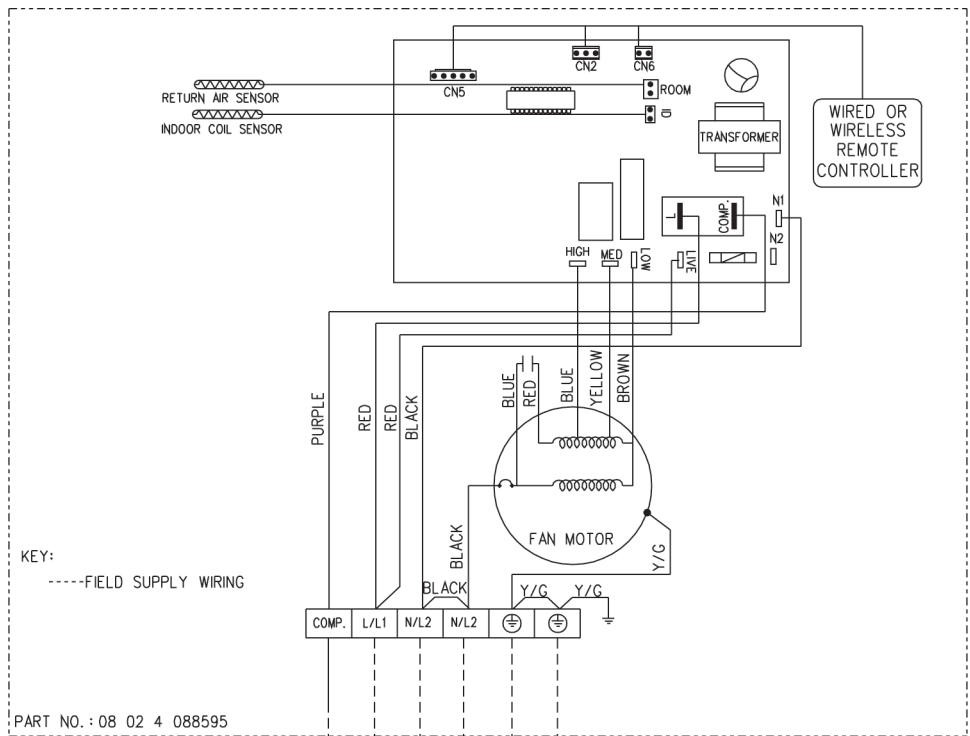 CN2
CN6
CN5
RETURN AIR SENSOR
ROOM
INDOOR COIL SENSOR
ID
TRANSFORMER
WIRED OR
WIRELESS
REMOTE
CONTROLLER
L
COMP.
N1
N2
HIGH
MED
LOW
LIVE
PURPLE
RED
RED
BLACK
BLUE
RED
BLUE
YELLOW
BROWN
FAN MOTOR
BLACK
Y/G
KEY:
-----FIELD SUPPLY WIRING
BLACK
Y/G
Y/G
COMP.
L/L1
N/L2
N/L2
PART NO.:08 02 4 088595